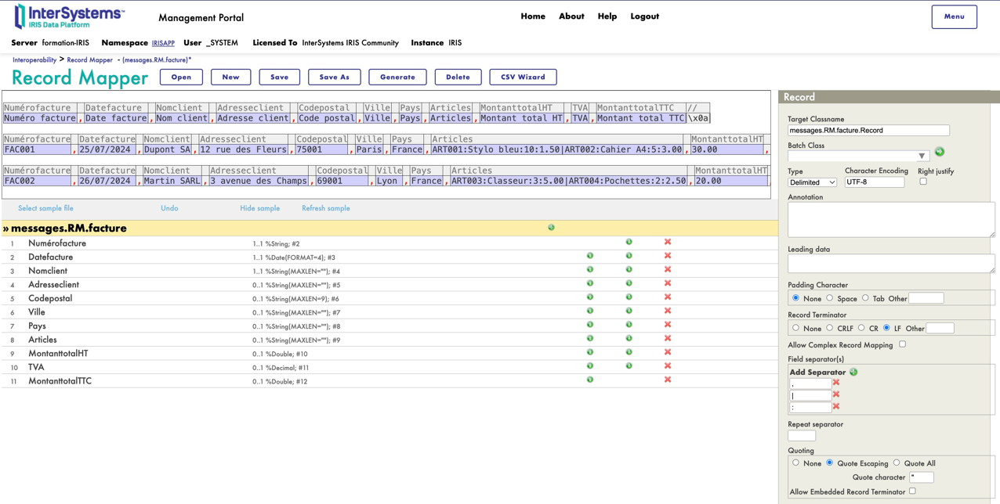 InterSystems™
IRIS Data Platform
Management Portal
Home About Help Logout
Menu
Server formation-IRIS Namespace IRISAPP User _SYSTEM Licensed To InterSystems IRIS Community Instance IRIS
Interoperability > Record Mapper - (messages.RM.facture)*
Record Mapper
Open New Save Save As Generate Delete CSV Wizard
Numérofacture Datefacture Nomclient Adresseclient Codepostal Ville Pays Articles MontanttotalHT TVA MontanttotalTTC //
Numéro facture , Date facture , Nom client , Adresse client , Code postal , Ville , Pays , Articles , Montant total HT , TVA , Montant total TTC \x0a
Numérofacture Datefacture Nomclient Adresseclient Codepostal Ville Pays Articles MontanttotalHT
FAC001 , 25/07/2024 , Dupont SA , 12 rue des Fleurs , 75001 , Paris , France , ART001:Stylo bleu:10:1.50|ART002:Cahier A4:5:3.00 , 30.00 ,
Numérofacture Datefacture Nomclient Adresseclient Codepostal Ville Pays Articles MontanttotalHT
FAC002 , 26/07/2024 , Martin SARL , 3 avenue des Champs , 69001 , Lyon , France , ART003:Classeur:3:5.00|ART004:Pochettes:2:2.50 , 20.00 ,
Select sample file Undo Hide sample Refresh sample
» messages.RM.facture
1 Numérofacture 1..1 %String; #2
2 Datefacture 1..1 %Date(FORMAT=4); #3
3 Nomclient 1..1 %String(MAXLEN=""); #4
4 Adresseclient 0..1 %String(MAXLEN=""); #5
5 Codepostal 0..1 %String(MAXLEN=9); #6
6 Ville 0..1 %String(MAXLEN=""); #7
7 Pays 0..1 %String(MAXLEN=""); #8
8 Articles 0..1 %String(MAXLEN=""); #9
9 MontanttotalHT 0..1 %Double; #10
10 TVA 0..1 %Decimal; #11
11 MontanttotalTTC 0..1 %Double; #12
Record
Target Classname
messages.RM.facture.Record
Batch Class
Type Character Encoding Right justify
Delimited UTF-8
Annotation
Leading data
Padding Character
None Space Tab Other
Record Terminator
None CRLF CR LF Other
Allow Complex Record Mapping
Field separator(s)
Add Separator
,
|
:
Repeat separator
Quoting
None Quote Escaping Quote All
Quote character "
Allow Embedded Record Terminator